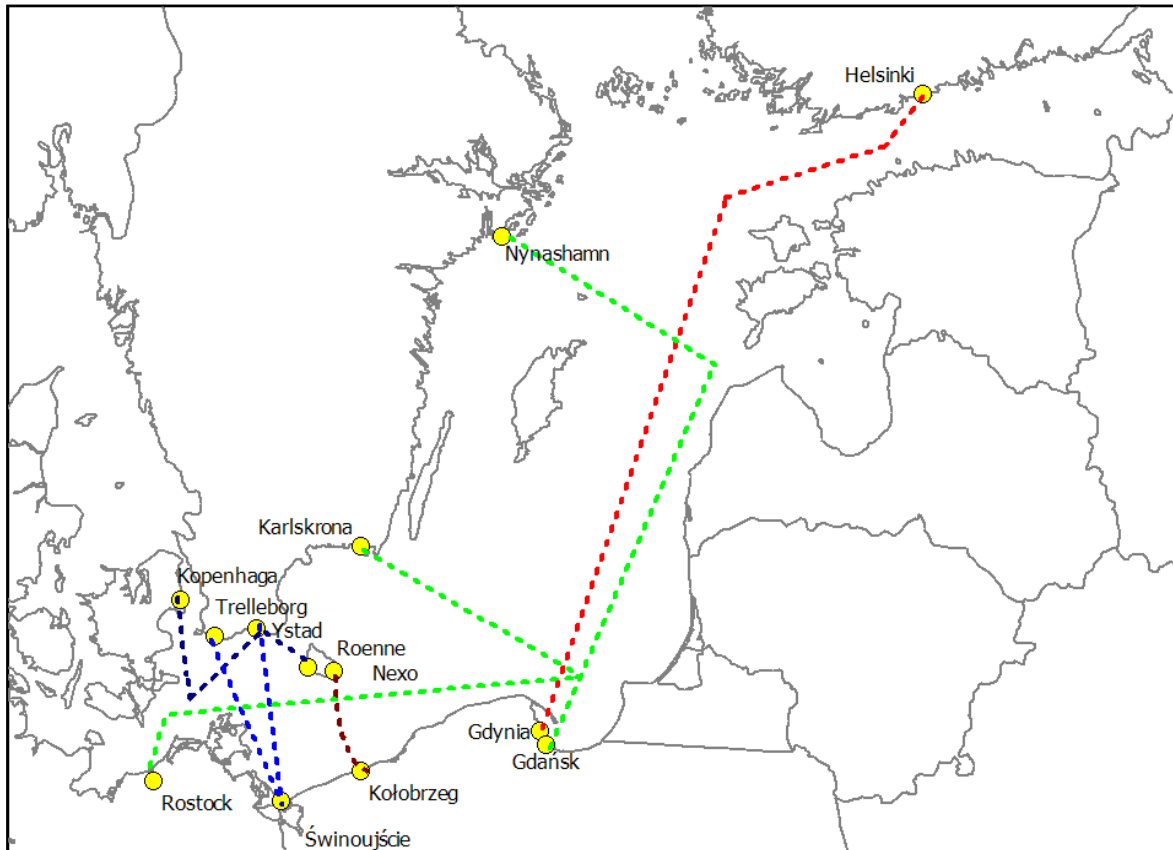 Helsinki
Nynashamn
Karlskrona
Kopenhaga
Trelleborg
Ystad
Roenne
Nexo
Gdynia
Gdańsk
Kołobrzeg
Rostock
Świnoujście